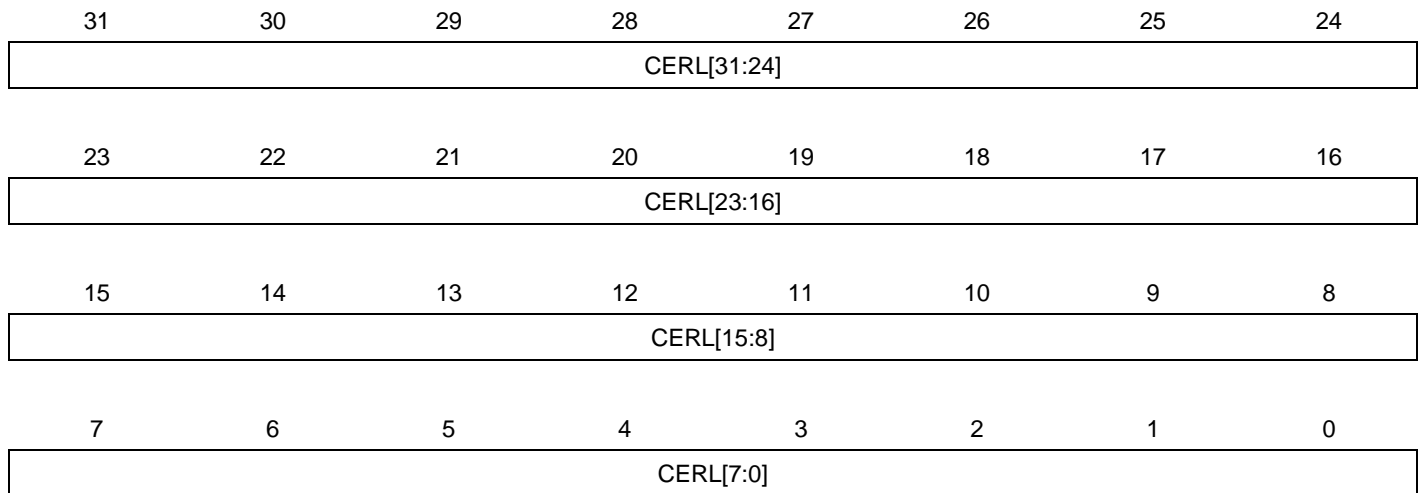 31 30 29 28 27 26 25 24
CERL[31:24]
23 22 21 20 19 18 17 16
CERL[23:16]
15 14 13 12 11 10 9 8
CERL[15:8]
7 6 5 4 3 2 1 0
CERL[7:0]